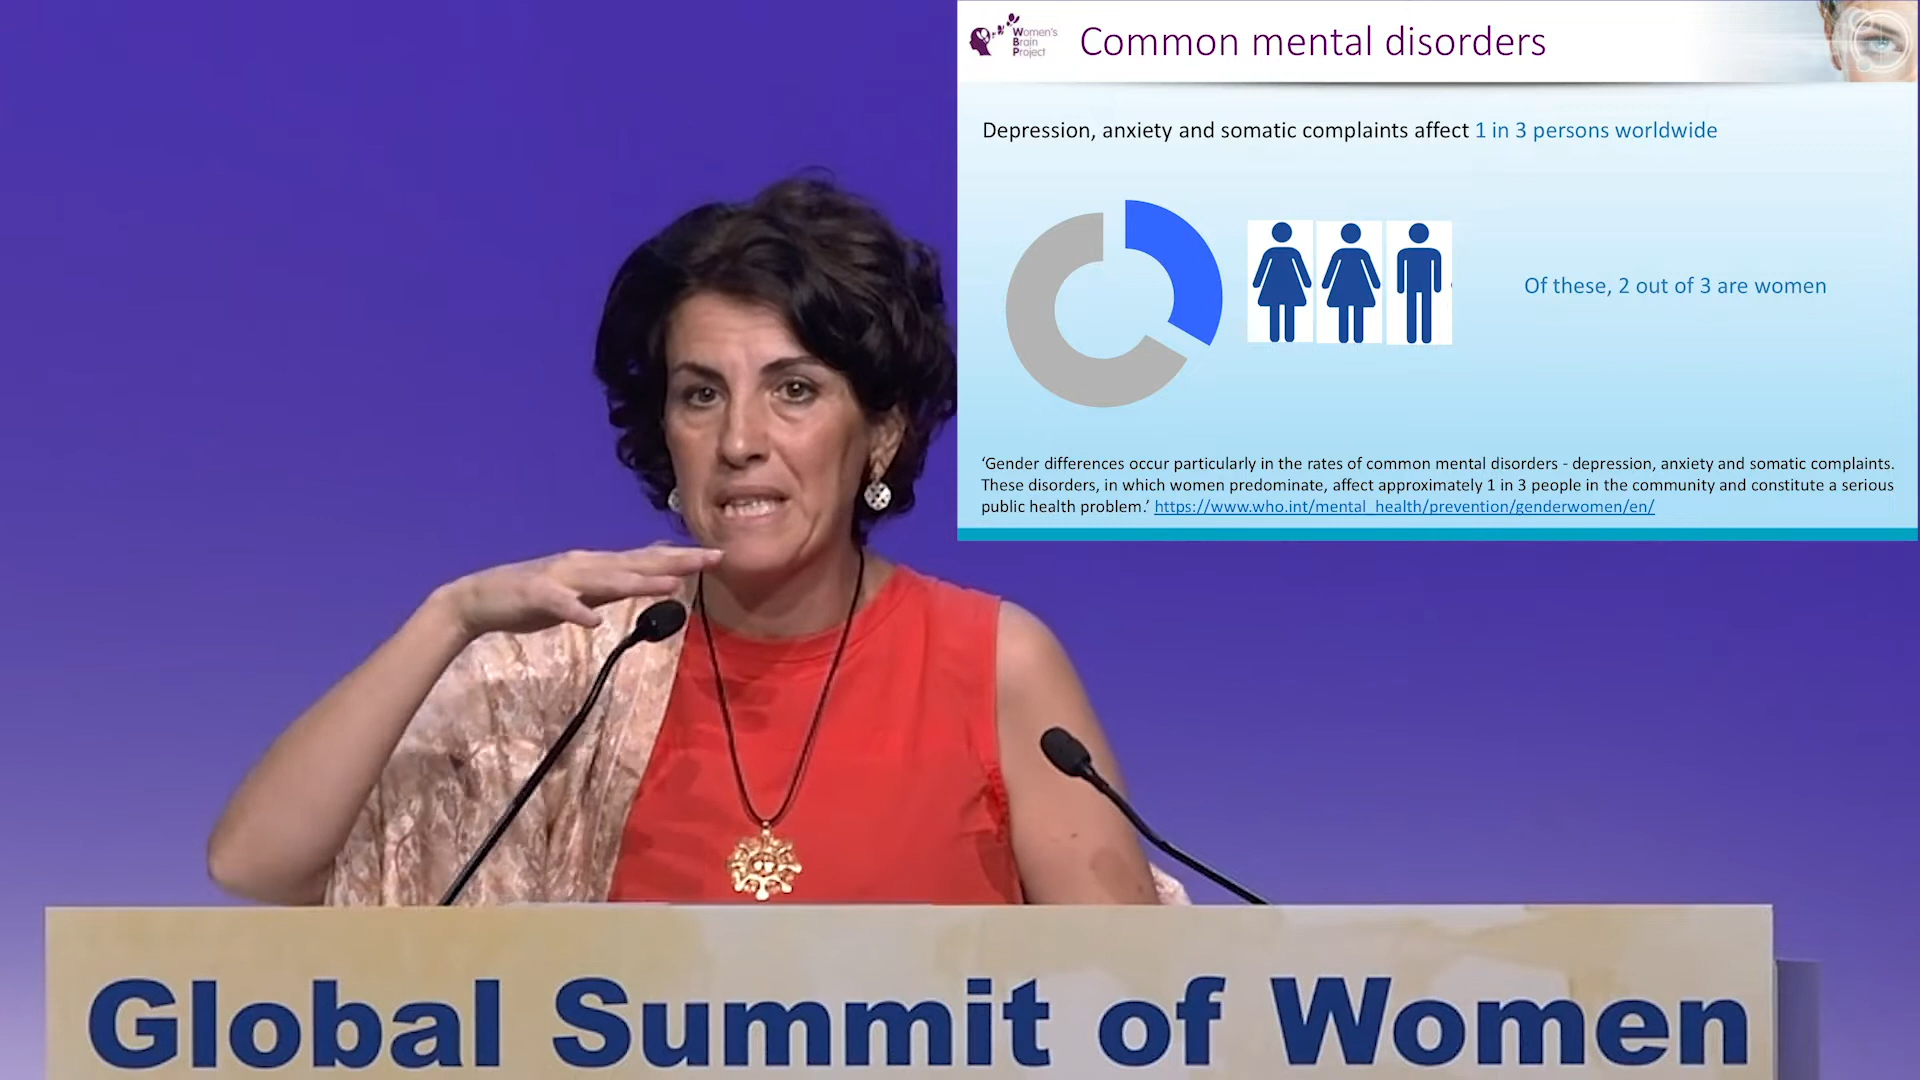 Women's
Brain
Project
Common mental disorders
Depression, anxiety and somatic complaints affect 1 in 3 persons worldwide
Of these, 2 out of 3 are women
‘Gender differences occur particularly in the rates of common mental disorders - depression, anxiety and somatic complaints.
These disorders, in which women predominate, affect approximately 1 in 3 people in the community and constitute a serious
public health problem.’ https://www.who.int/mental_health/prevention/genderwomen/en/
Global Summit of Women